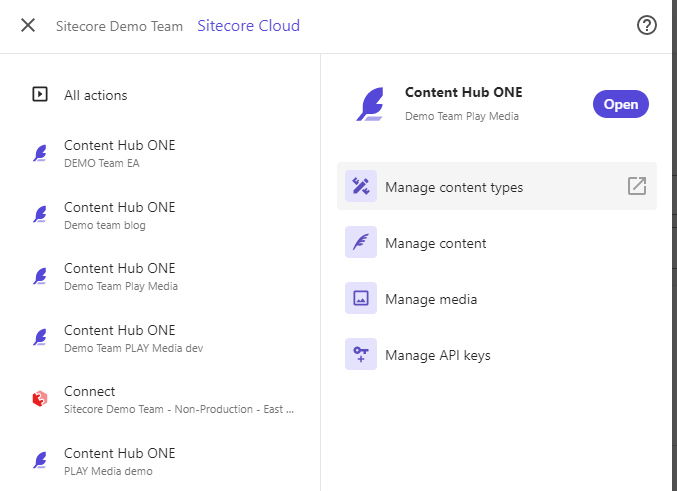 Sitecore Demo Team Sitecore Cloud
All actions
Content Hub ONE
DEMO Team EA
Content Hub ONE
Demo team blog
Content Hub ONE
Demo Team Play Media
Content Hub ONE
Demo Team PLAY Media dev
Connect
Sitecore Demo Team - Non-Production - East ...
Content Hub ONE
PLAY Media demo
Content Hub ONE
Demo Team Play Media
Open
Manage content types
Manage content
Manage media
Manage API keys